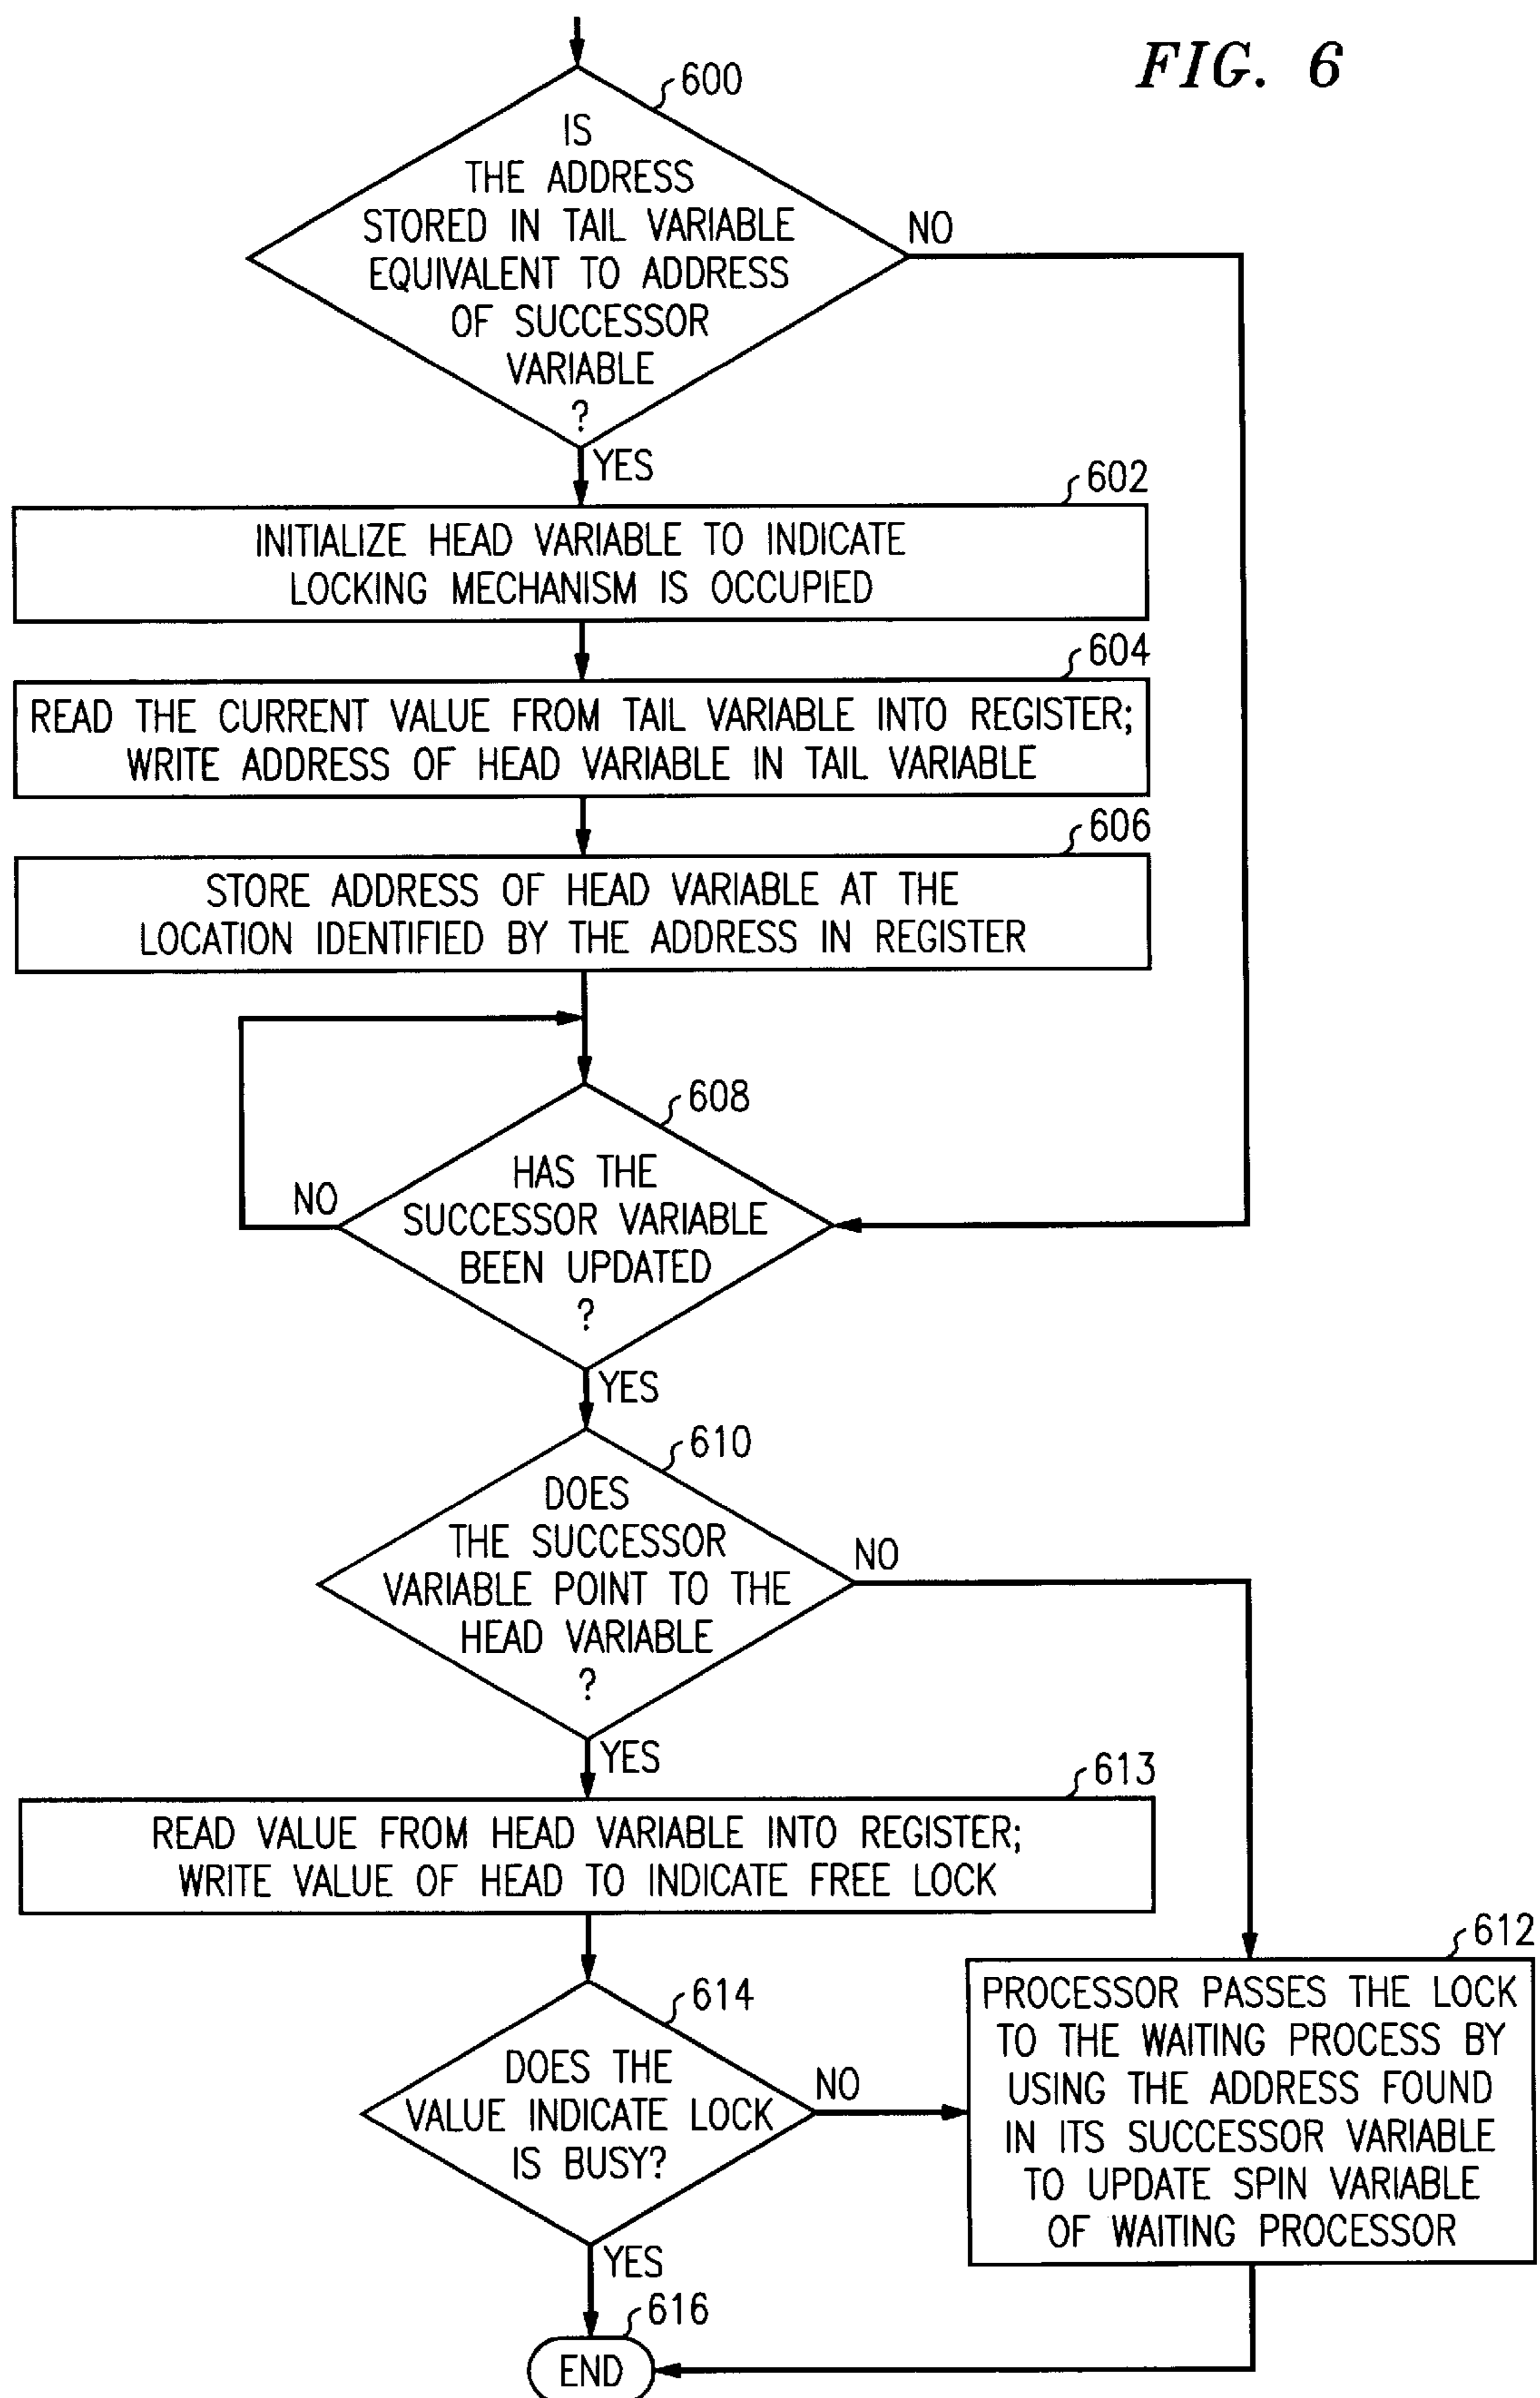 FIG. 6
600
IS
THE ADDRESS
STORED IN TAIL VARIABLE
EQUIVALENT TO ADDRESS
OF SUCCESSOR
VARIABLE
?
NO
YES
602
INITIALIZE HEAD VARIABLE TO INDICATE
LOCKING MECHANISM IS OCCUPIED
604
READ THE CURRENT VALUE FROM TAIL VARIABLE INTO REGISTER;
WRITE ADDRESS OF HEAD VARIABLE IN TAIL VARIABLE
606
STORE ADDRESS OF HEAD VARIABLE AT THE
LOCATION IDENTIFIED BY THE ADDRESS IN REGISTER
608
HAS THE
SUCCESSOR VARIABLE
BEEN UPDATED
?
NO
YES
610
DOES
THE SUCCESSOR
VARIABLE POINT TO THE
HEAD VARIABLE
?
NO
YES
613
READ VALUE FROM HEAD VARIABLE INTO REGISTER;
WRITE VALUE OF HEAD TO INDICATE FREE LOCK
614
DOES THE
VALUE INDICATE LOCK
IS BUSY?
NO
YES
612
PROCESSOR PASSES THE LOCK
TO THE WAITING PROCESS BY
USING THE ADDRESS FOUND
IN ITS SUCCESSOR VARIABLE
TO UPDATE SPIN VARIABLE
OF WAITING PROCESSOR
616
END